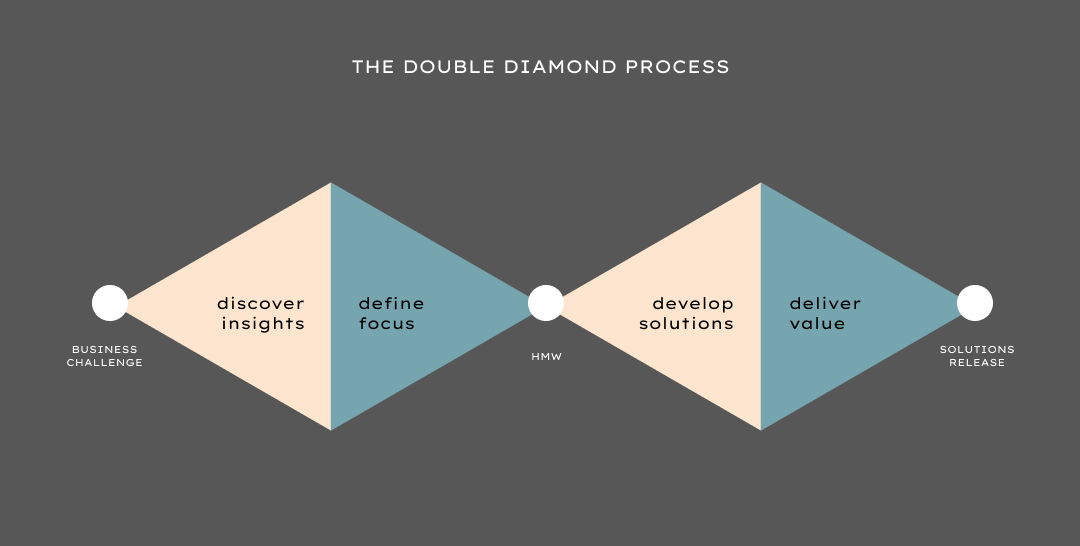 THE DOUBLE DIAMOND PROCESS
discover
insights
define
focus
develop
solutions
deliver
value
BUSINESS
CHALLENGE
HMW
SOLUTIONS
RELEASE